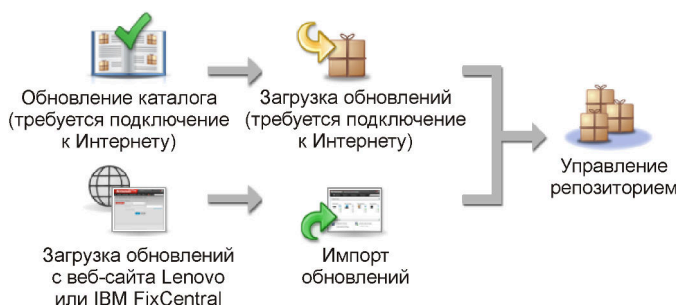 Обновление каталога
(требуется подключение
к Интернету)
Загрузка обновлений
(требуется подключение
к Интернету)
Управление
репозиторием
Загрузка обновлений
с веб-сайта Lenovo
или IBM FixCentral
Импорт
обновлений